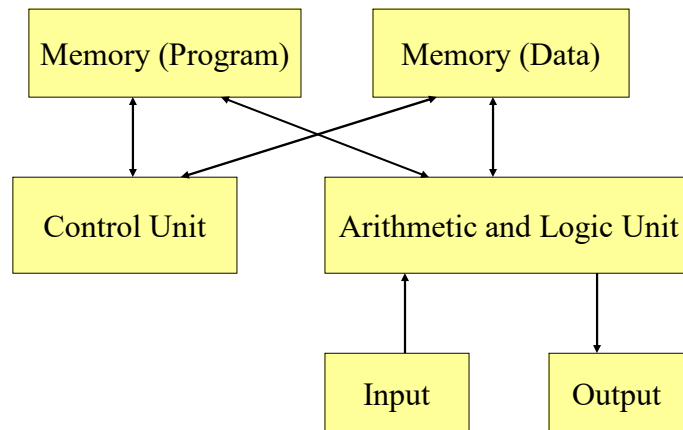 Memory (Program)
Memory (Data)
Control Unit
Arithmetic and Logic Unit
Input
Output